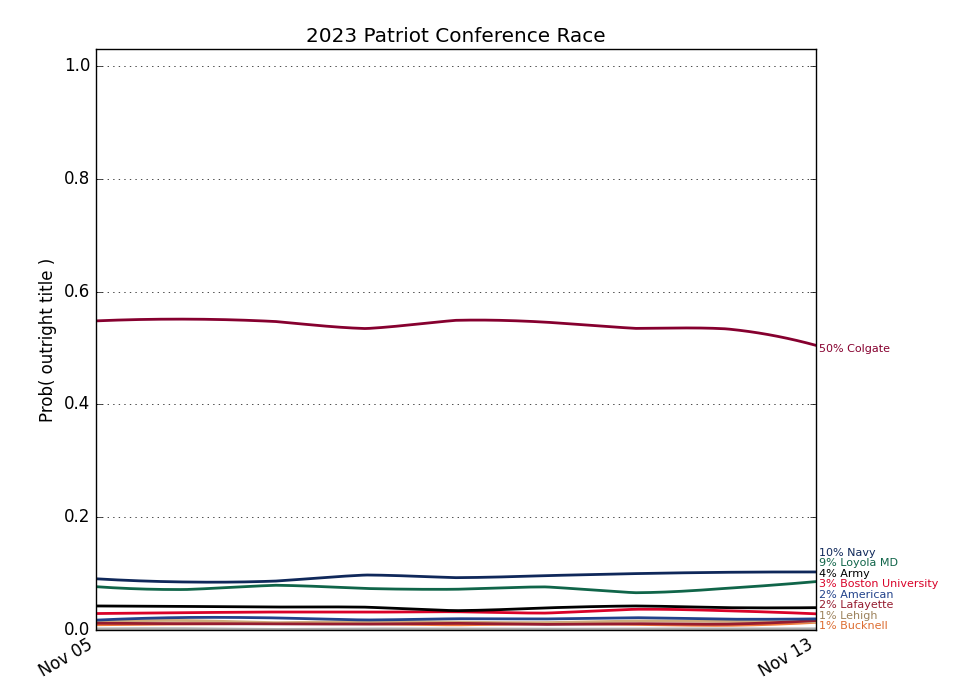 2023 Patriot Conference Race
1.0
0.8
0.6
0.4
0.2
0.0
Prob( outright title )
Nov 05
Nov 13
50% Colgate
10% Navy
9% Loyola MD
4% Army
3% Boston University
2% American
2% Lafayette
1% Lehigh
1% Bucknell